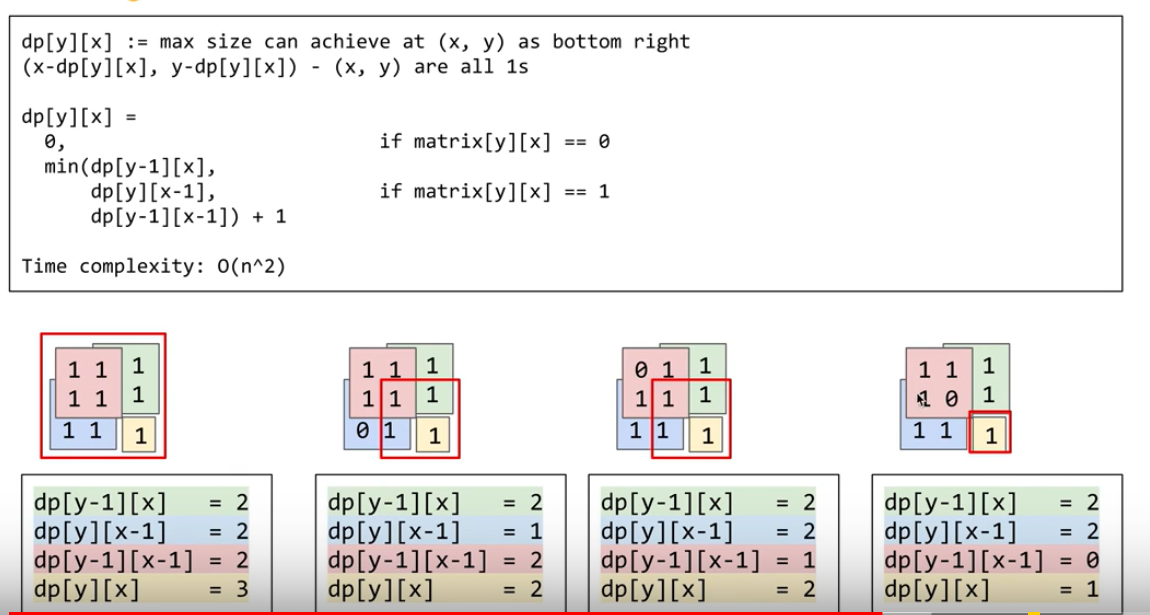 dp[y][x] := max size can achieve at (x, y) as bottom right
(x-dp[y][x], y-dp[y][x]) - (x, y) are all 1s
dp[y][x] =
0, if matrix[y][x] == 0
min(dp[y-1][x],
dp[y][x-1], if matrix[y][x] == 1
dp[y-1][x-1]) + 1
Time complexity: O(n^2)
1 1 1
1 1 1
1 1 1
1 1 1
1 1 1
0 1 1
0 1 1
1 1 1
1 1 1
1 1 1
1 0 1
1 1 1
dp[y-1][x] = 2
dp[y][x-1] = 2
dp[y-1][x-1] = 2
dp[y][x] = 3
dp[y-1][x] = 2
dp[y][x-1] = 1
dp[y-1][x-1] = 2
dp[y][x] = 2
dp[y-1][x] = 2
dp[y][x-1] = 2
dp[y-1][x-1] = 1
dp[y][x] = 2
dp[y-1][x] = 2
dp[y][x-1] = 2
dp[y-1][x-1] = 0
dp[y][x] = 1